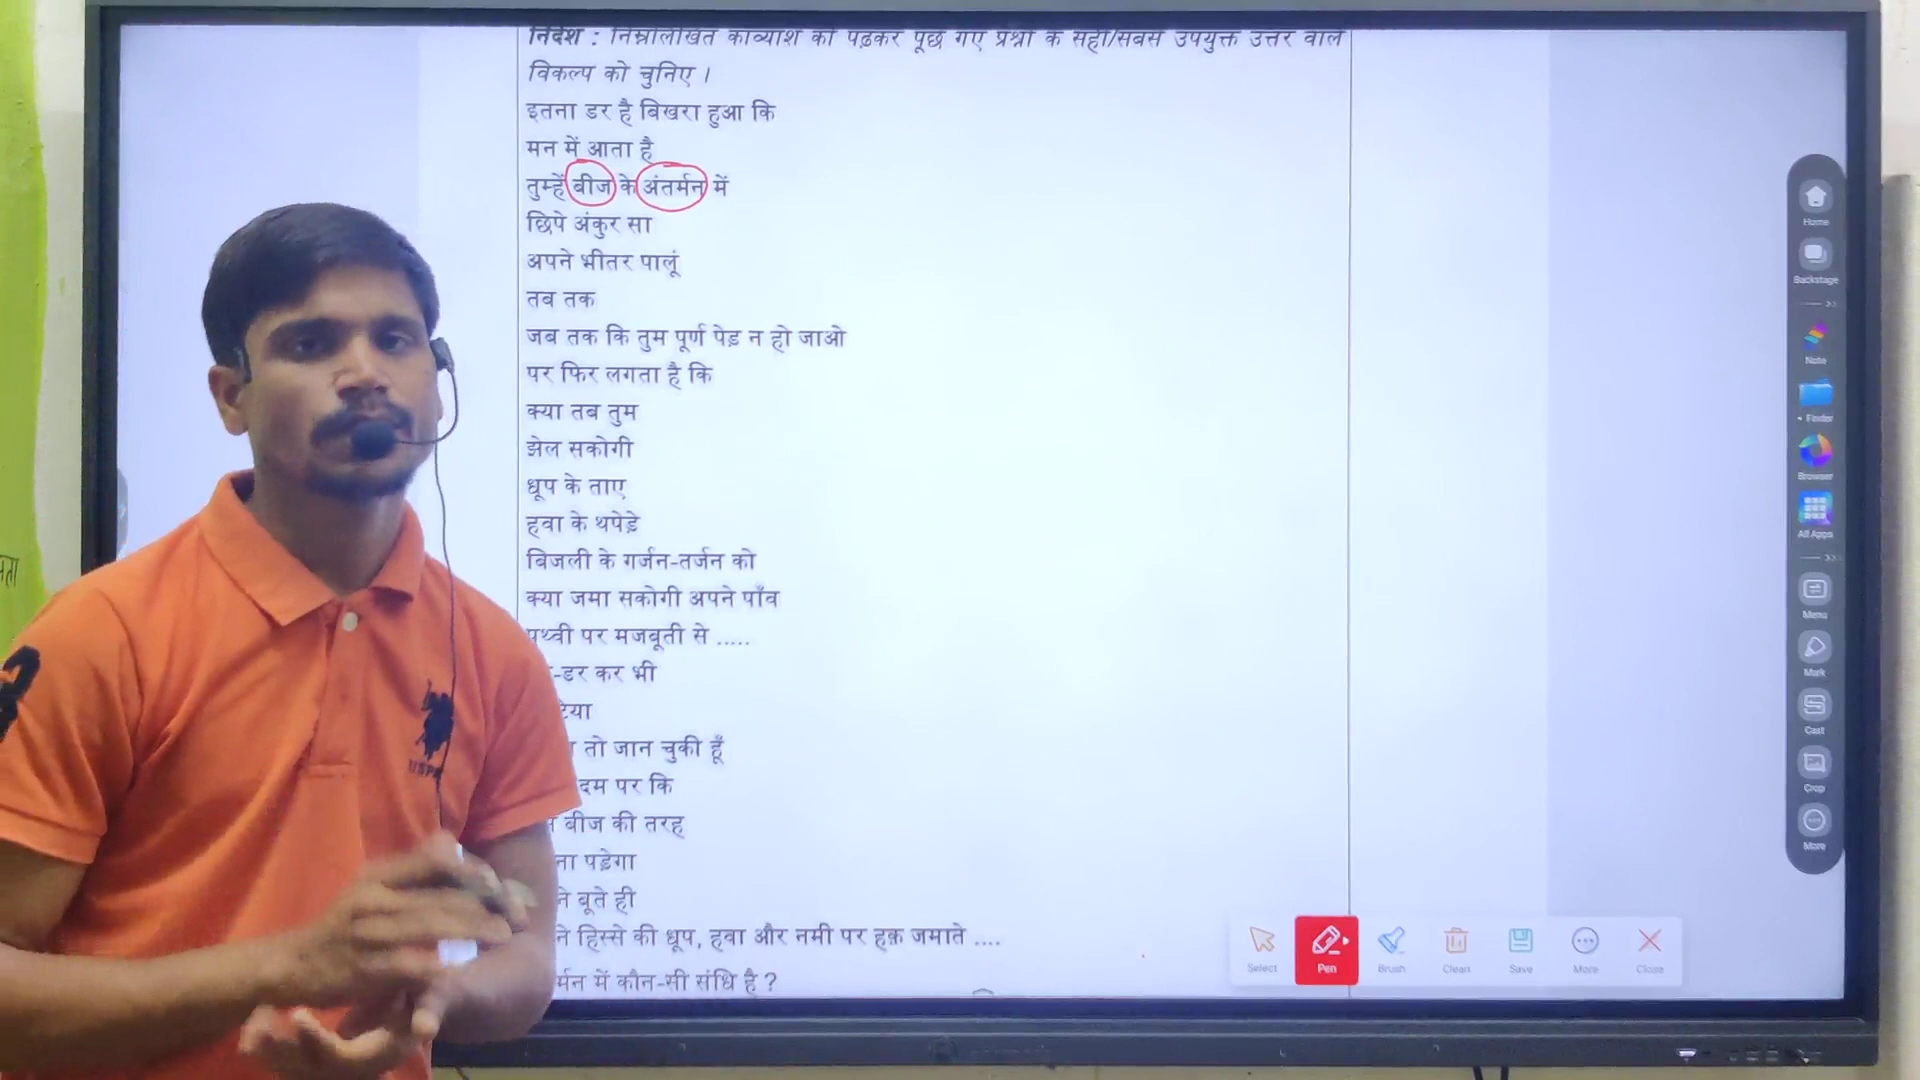 निर्देश : निम्नलिखित काव्यांश को पढ़कर पूछे गए प्रश्नों के सही/सबसे उपयुक्त उत्तर वाले
विकल्प को चुनिए ।
इतना डर है बिखरा हुआ कि
मन में आता है
तुम्हें बीज के अंतर्मन में
छिपे अंकुर सा
अपने भीतर पालूं
तब तक
जब तक कि तुम पूर्ण पेड़ न हो जाओ
पर फिर लगता है कि
क्या तब तुम
झेल सकोगी
धूप के ताए
हवा के थपेड़े
बिजली के गर्जन-तर्जन को
क्या जमा सकोगी अपने पाँव
पृथ्वी पर मजबूती से .....
-डर कर भी
तो जान चुकी हूँ
दम पर कि
बीज की तरह
पड़ेगा
बूते ही
हिस्से की धूप, हवा और नमी पर हक़ जमाते ....
में कौन-सी संधि है ?
Home
Backstage
Note
Finder
Browser
All Apps
Menu
Mark
Cast
Crop
More
Select
Pen
Brush
Clean
Save
More
Close
USPA